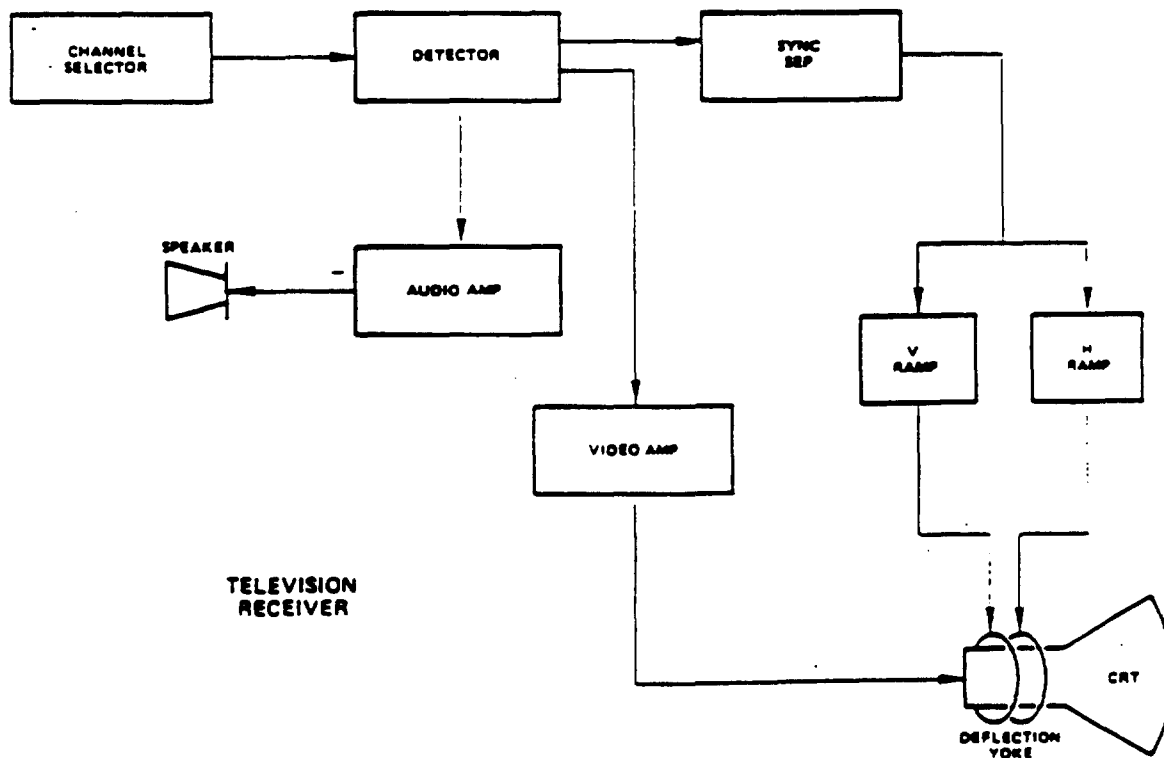 CHANNEL
SELECTOR
DETECTOR
SYNC
SEP
SPEAKER
AUDIO AMP
V
RAMP
H
RAMP
VIDEO AMP
TELEVISION
RECEIVER
CRT
DEFLECTION
YOKE